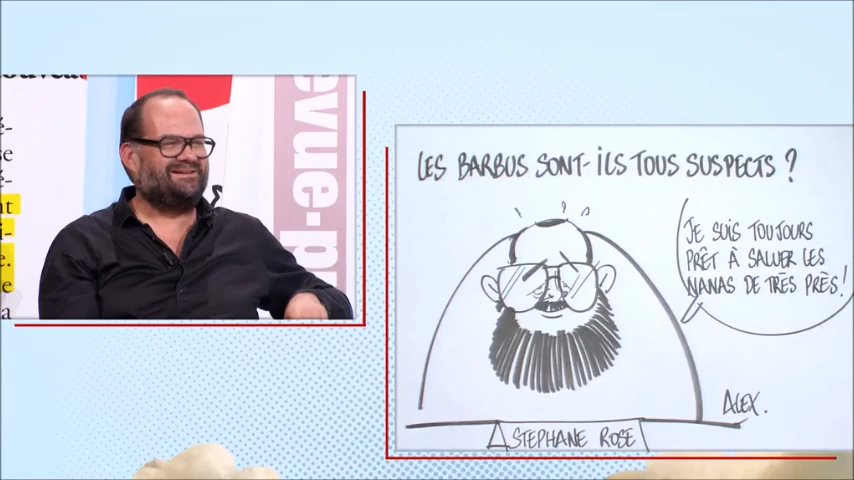 LES BARBUS SONT-ILS TOUS SUSPECTS ?
JE SUIS TOUJOURS
PRÊT À SALUER LES
NANAS DE TRÈS PRÈS !
ALEX.
STEPHANE ROSE
evue-p